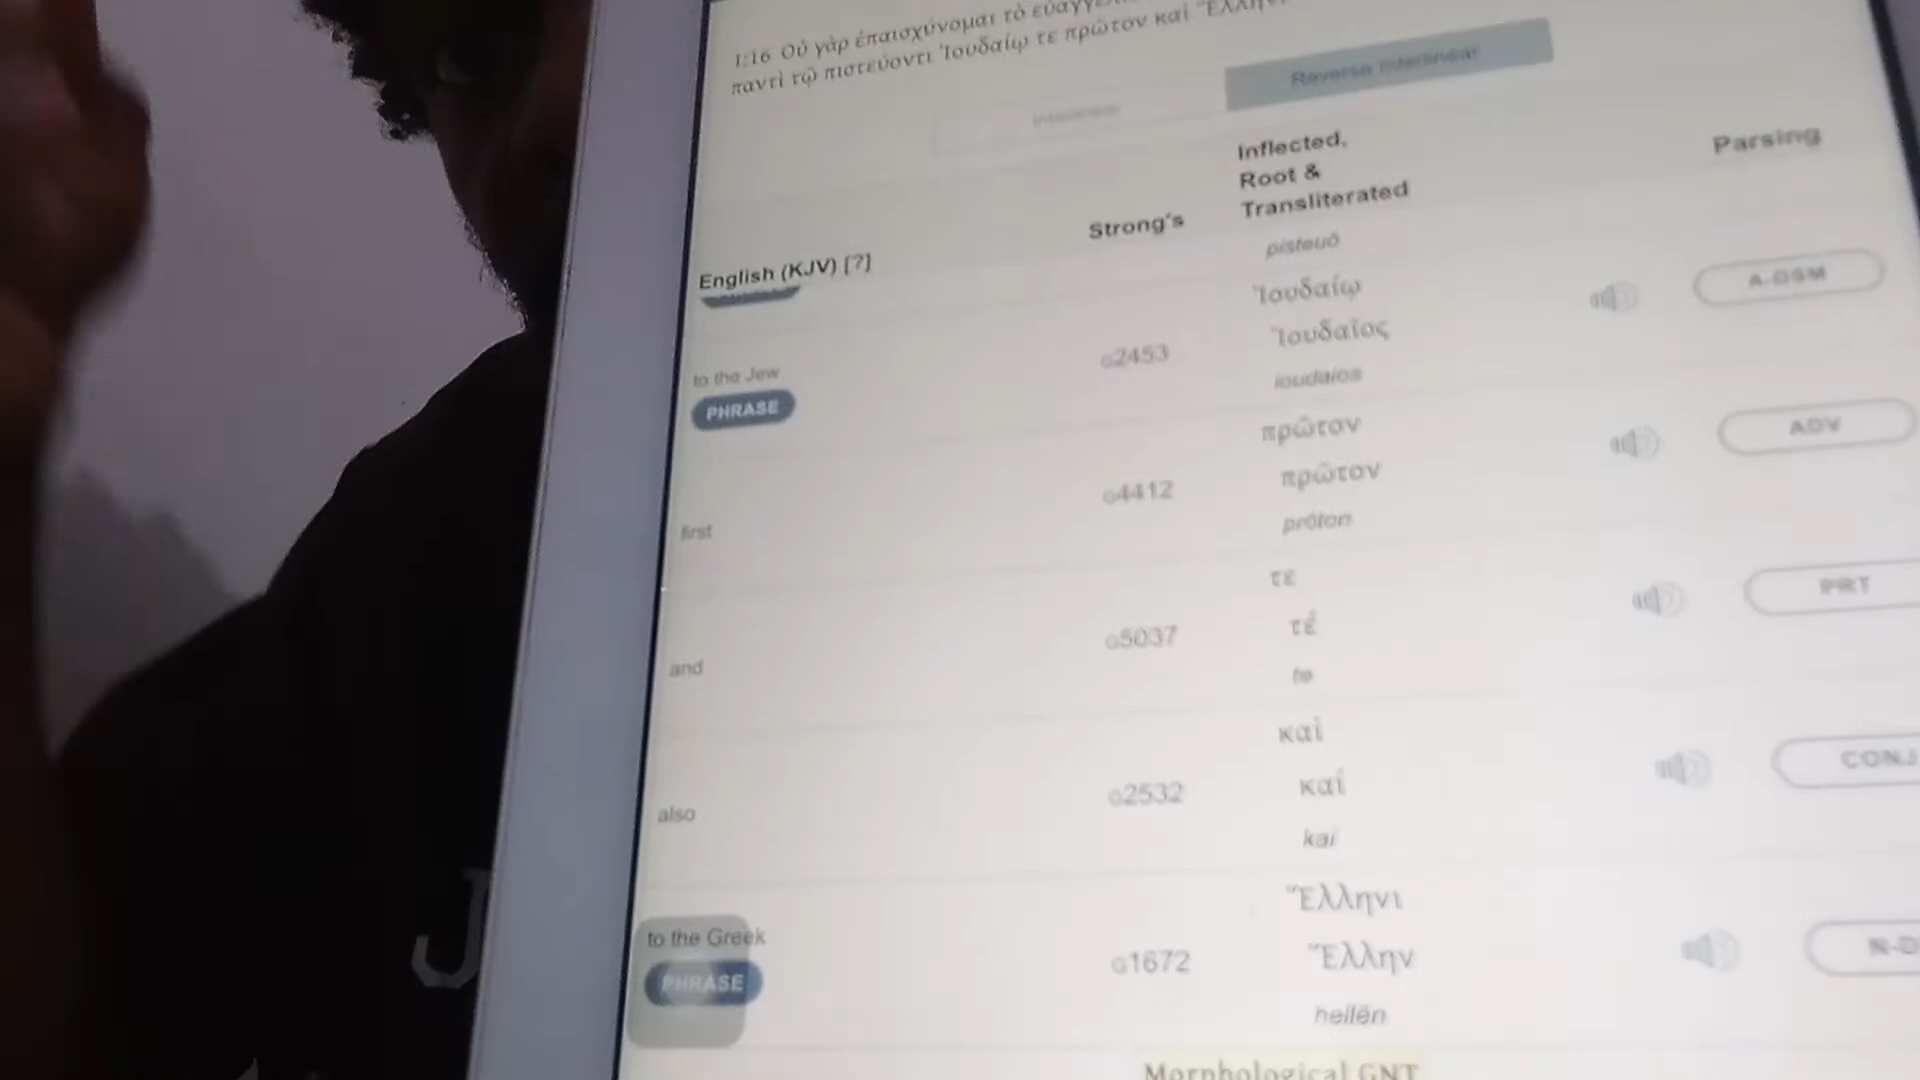 1:16 Οὐ γὰρ ἐπαισχύνομαι τὸ
παντὶ τῷ πιστεύοντι Ἰουδαίῳ τε πρῶτον καὶ Ἕλληνι
Interlinear
Reverse Interlinear
English (KJV) [?]
Strong's
Inflected,
Root &
Transliterated
Parsing
pisteuō
to the Jew
PHRASE
G2453
Ἰουδαίῳ
Ἰουδαῖος
ioudaios
A-DSM
first
G4412
πρῶτον
πρῶτον
prōton
ADV
and
G5037
τε
τέ
te
PRT
also
G2532
καὶ
καί
kai
CONJ
to the Greek
PHRASE
G1672
Ἕλληνι
Ἕλλην
hellēn
N-D
Morphological GNT
J